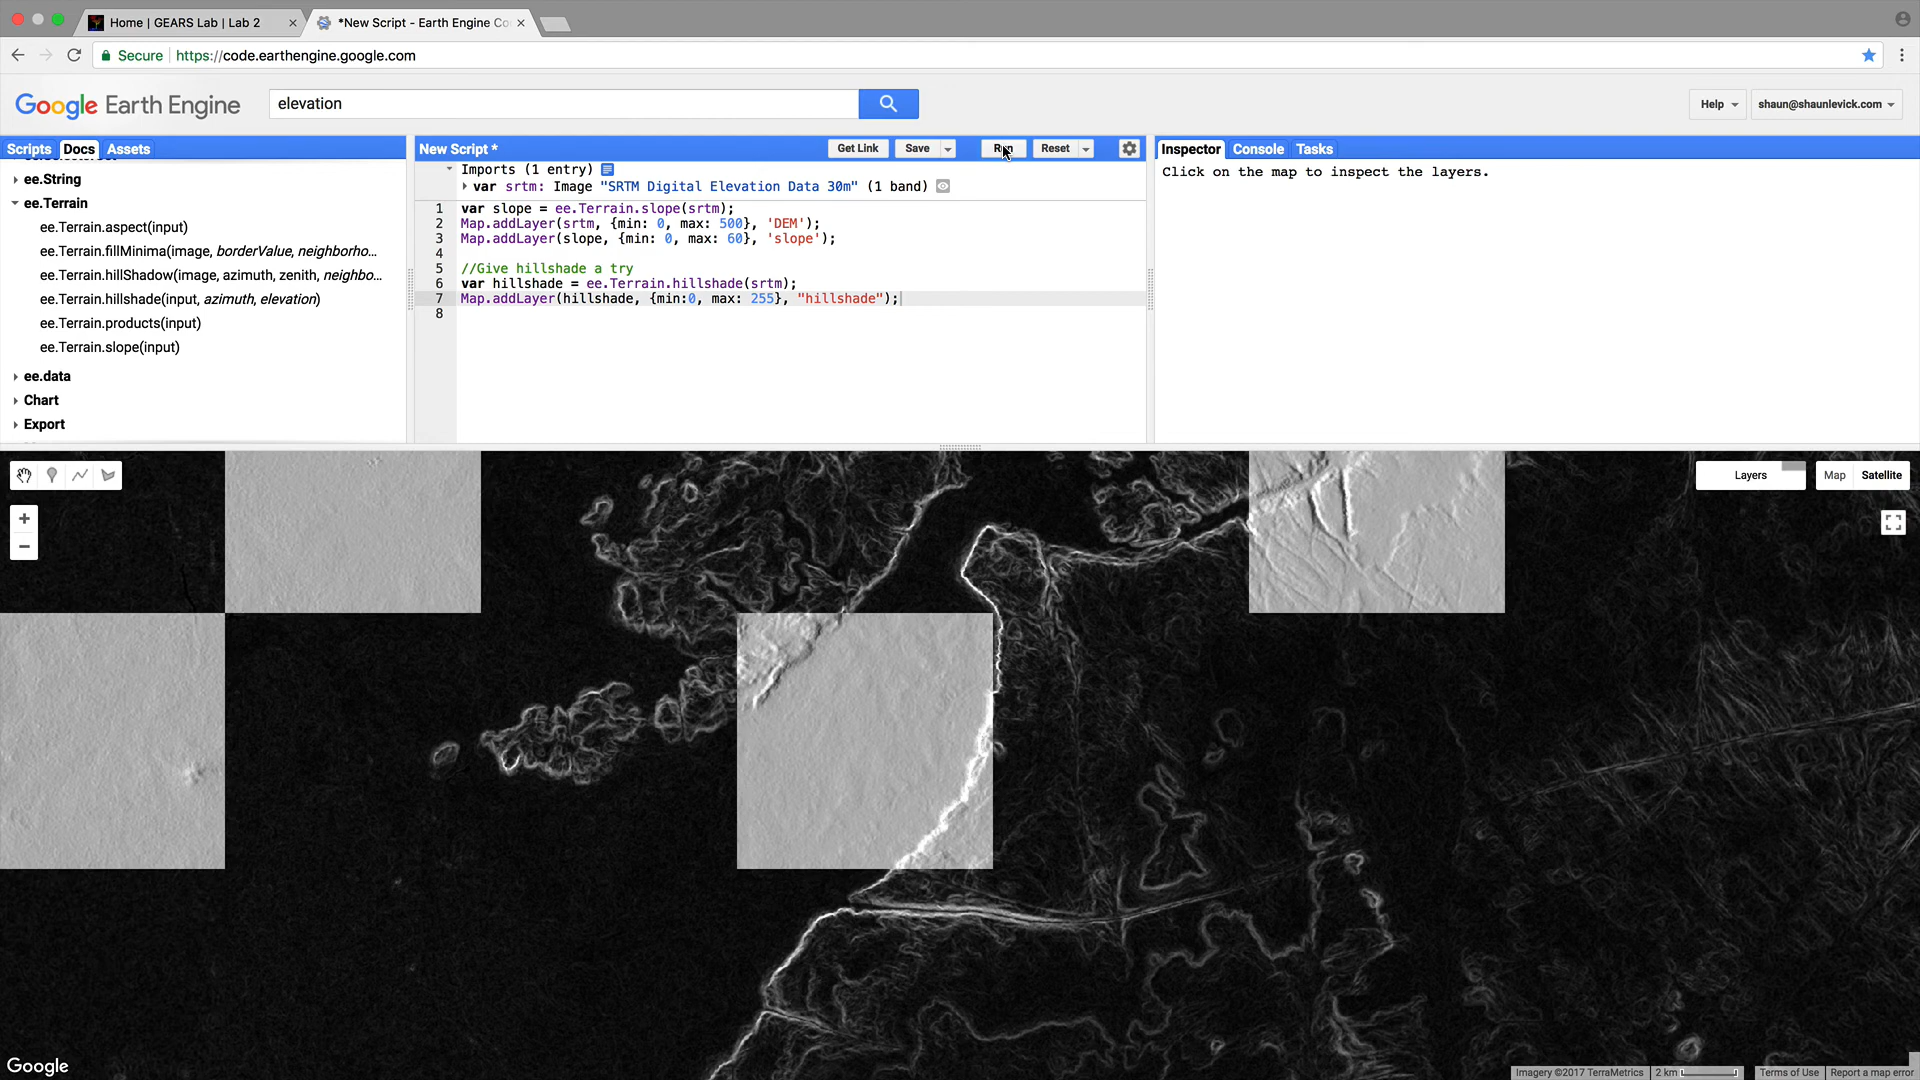 Home | GEARS Lab | Lab 2
*New Script - Earth Engine Co
Secure https://code.earthengine.google.com
Google Earth Engine
elevation
Help
shaun@shaunlevick.com
Scripts Docs Assets
New Script *
Get Link Save Run Reset
Inspector Console Tasks
ee.String
ee.Terrain
ee.Terrain.aspect(input)
ee.Terrain.fillMinima(image, borderValue, neighborho...
ee.Terrain.hillShadow(image, azimuth, zenith, neighbo...
ee.Terrain.hillshade(input, azimuth, elevation)
ee.Terrain.products(input)
ee.Terrain.slope(input)
ee.data
Chart
Export
Imports (1 entry)
var srtm: Image "SRTM Digital Elevation Data 30m" (1 band)
1 var slope = ee.Terrain.slope(srtm);
2 Map.addLayer(srtm, {min: 0, max: 500}, 'DEM');
3 Map.addLayer(slope, {min: 0, max: 60}, 'slope');
4
5 //Give hillshade a try
6 var hillshade = ee.Terrain.hillshade(srtm);
7 Map.addLayer(hillshade, {min:0, max: 255}, "hillshade");
8
Click on the map to inspect the layers.
Layers
Map Satellite
+
−
Google
Imagery ©2017 TerraMetrics 2 km Terms of Use Report a map error